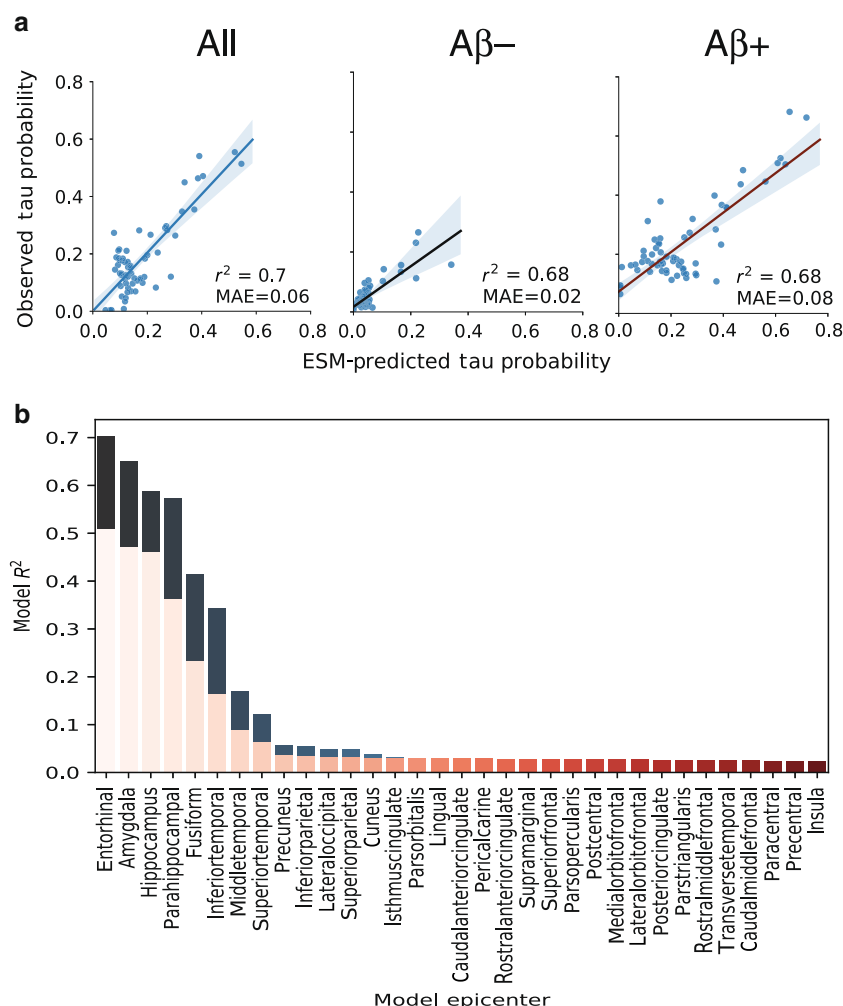 a
All
Aβ−
Aβ+
Observed tau probability
0.8
0.6
0.4
0.2
0.0
r² = 0.7
MAE=0.06
0.0 0.2 0.4 0.6 0.8
r² = 0.68
MAE=0.02
0.0 0.2 0.4 0.6 0.8
r² = 0.68
MAE=0.08
0.0 0.2 0.4 0.6 0.8
ESM-predicted tau probability
b
Model R²
0.7
0.6
0.5
0.4
0.3
0.2
0.1
0.0
Entorhinal
Amygdala
Hippocampus
Parahippocampal
Fusiform
Inferiortemporal
Middletemporal
Superiortemporal
Precuneus
Inferiorparietal
Lateraloccipital
Superiorparietal
Cuneus
Isthmuscingulate
Parsorbitalis
Lingual
Caudalanteriorcingulate
Pericalcarine
Rostralanteriorcingulate
Supramarginal
Superiorfrontal
Parsopercularis
Postcentral
Medialorbitofrontal
Lateralorbitofrontal
Posteriorcingulate
Parstriangularis
Rostralmiddlefrontal
Transversetemporal
Caudalmiddlefrontal
Paracentral
Precentral
Insula
Model epicenter